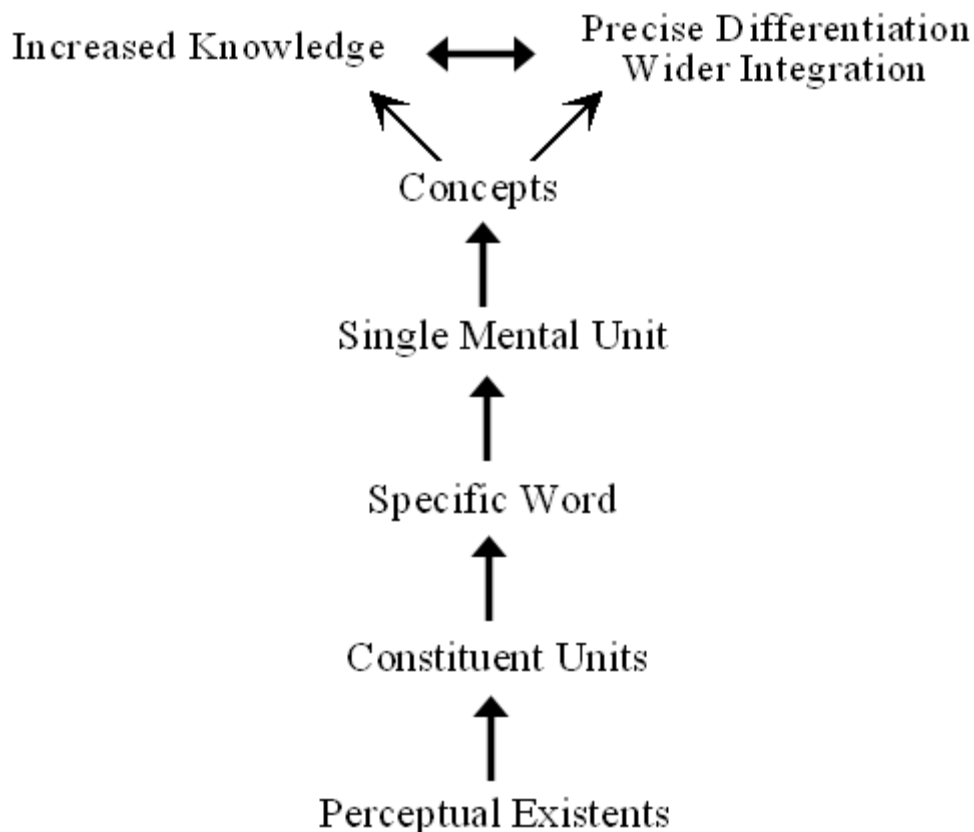 Increased Knowledge
Precise Differentiation
Wider Integration
Concepts
Single Mental Unit
Specific Word
Constituent Units
Perceptual Existents